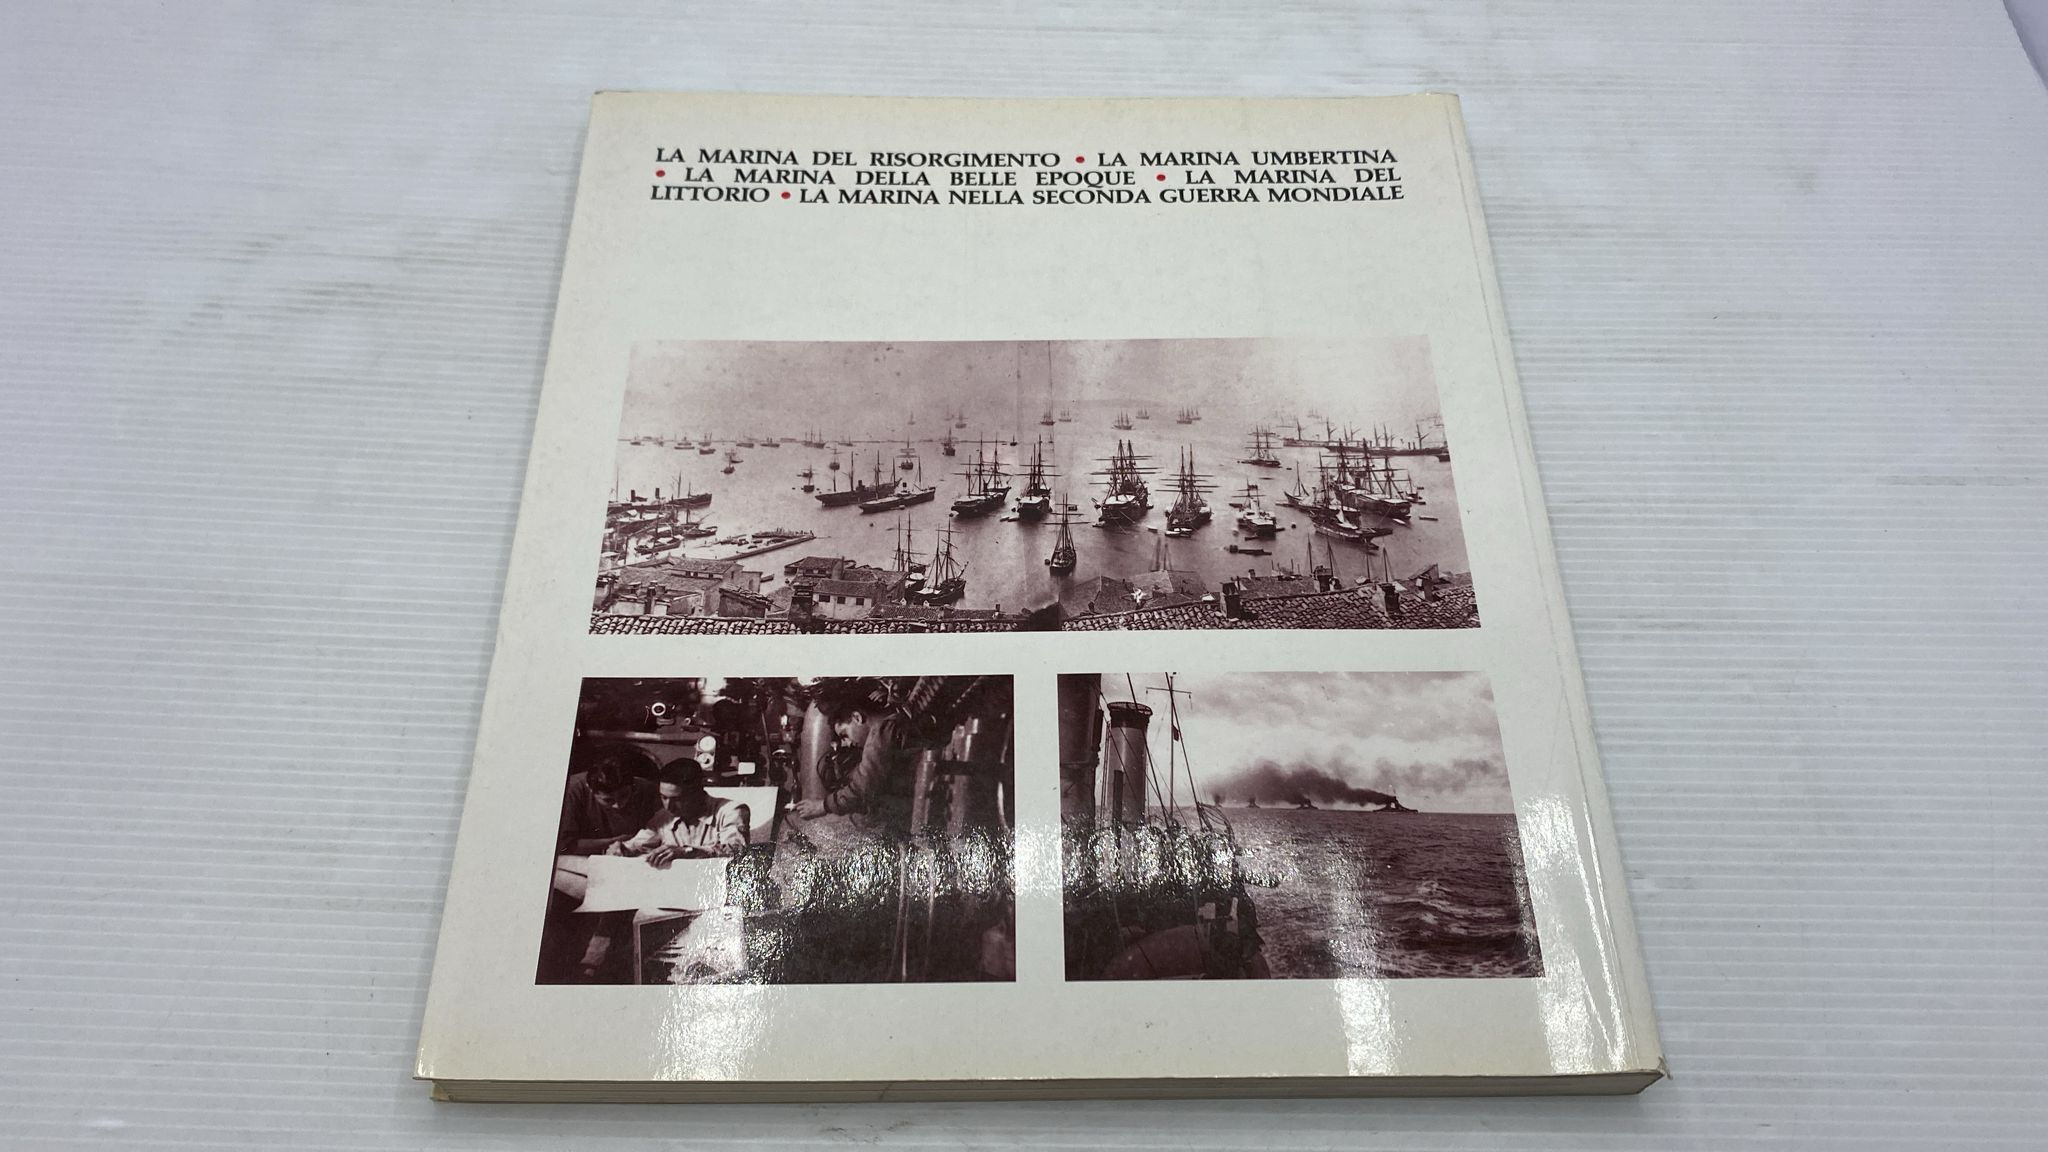 LA MARINA DEL RISORGIMENTO • LA MARINA UMBERTINA
• LA MARINA DELLA BELLE EPOQUE • LA MARINA DEL
LITTORIO • LA MARINA NELLA SECONDA GUERRA MONDIALE